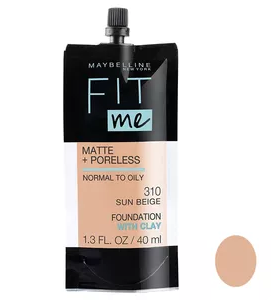 MAYBELLINE
NEW YORK
FIT
me
MATTE
+ PORELESS
NORMAL TO OILY
310
SUN BEIGE
FOUNDATION
WITH CLAY
1.3 FL. OZ / 40 ml